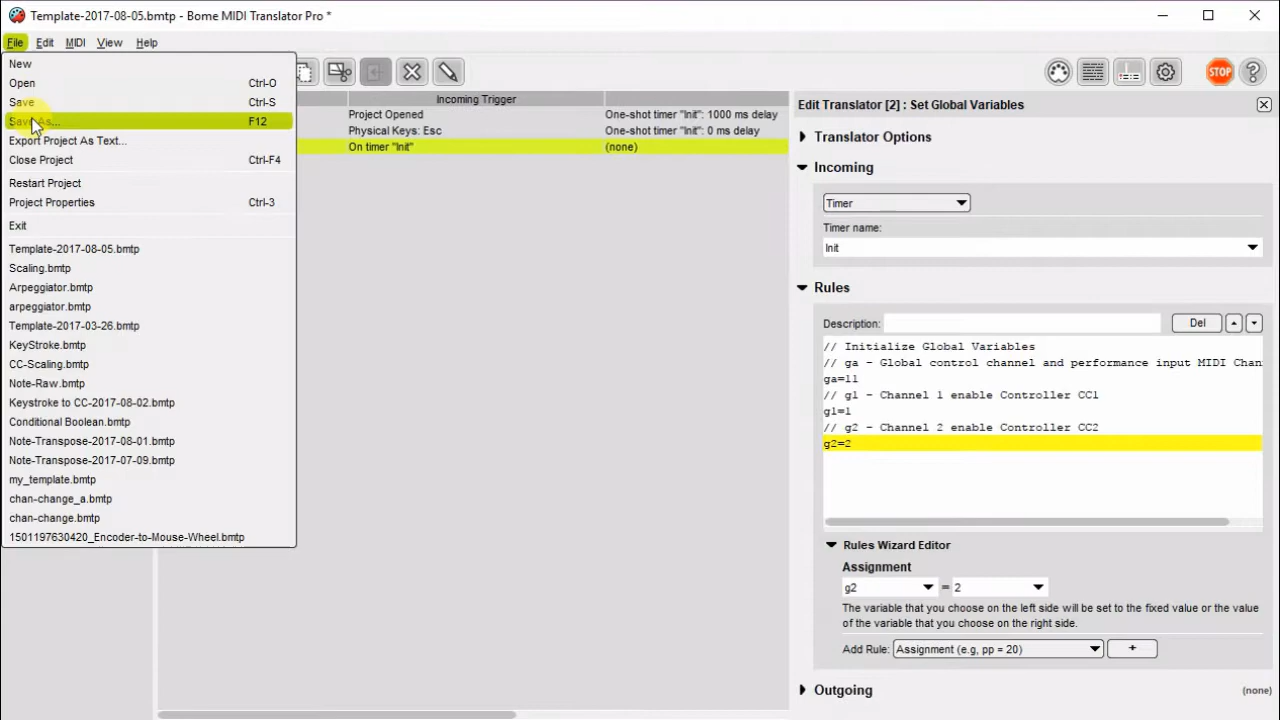 Template-2017-08-05.bmtp - Bome MIDI Translator Pro *
File Edit MIDI View Help
New
Open Ctrl-O
Save Ctrl-S
Save As... F12
Export Project As Text...
Close Project Ctrl-F4
Restart Project
Project Properties Ctrl-3
Exit
Template-2017-08-05.bmtp
Scaling.bmtp
Arpeggiator.bmtp
arpeggiator.bmtp
Template-2017-03-26.bmtp
KeyStroke.bmtp
CC-Scaling.bmtp
Note-Raw.bmtp
Keystroke to CC-2017-08-02.bmtp
Conditional Boolean.bmtp
Note-Transpose-2017-08-01.bmtp
Note-Transpose-2017-07-09.bmtp
my_template.bmtp
chan-change_a.bmtp
chan-change.bmtp
1501197630420_Encoder-to-Mouse-Wheel.bmtp
STOP ?
Incoming Trigger
Project Opened One-shot timer "Init": 1000 ms delay
Physical Keys: Esc One-shot timer "Init": 0 ms delay
On timer "Init" (none)
Edit Translator [2] : Set Global Variables
Translator Options
Incoming
Timer
Timer name:
Init
Rules
Description: Del
// Initialize Global Variables
// ga - Global control channel and performance input MIDI Chan
ga=11
// g1 - Channel 1 enable Controller CC1
g1=1
// g2 - Channel 2 enable Controller CC2
g2=2
Rules Wizard Editor
Assignment
g2 = 2
The variable that you choose on the left side will be set to the fixed value or the value
of the variable that you choose on the right side.
Add Rule: Assignment (e.g, pp = 20) +
Outgoing (none)